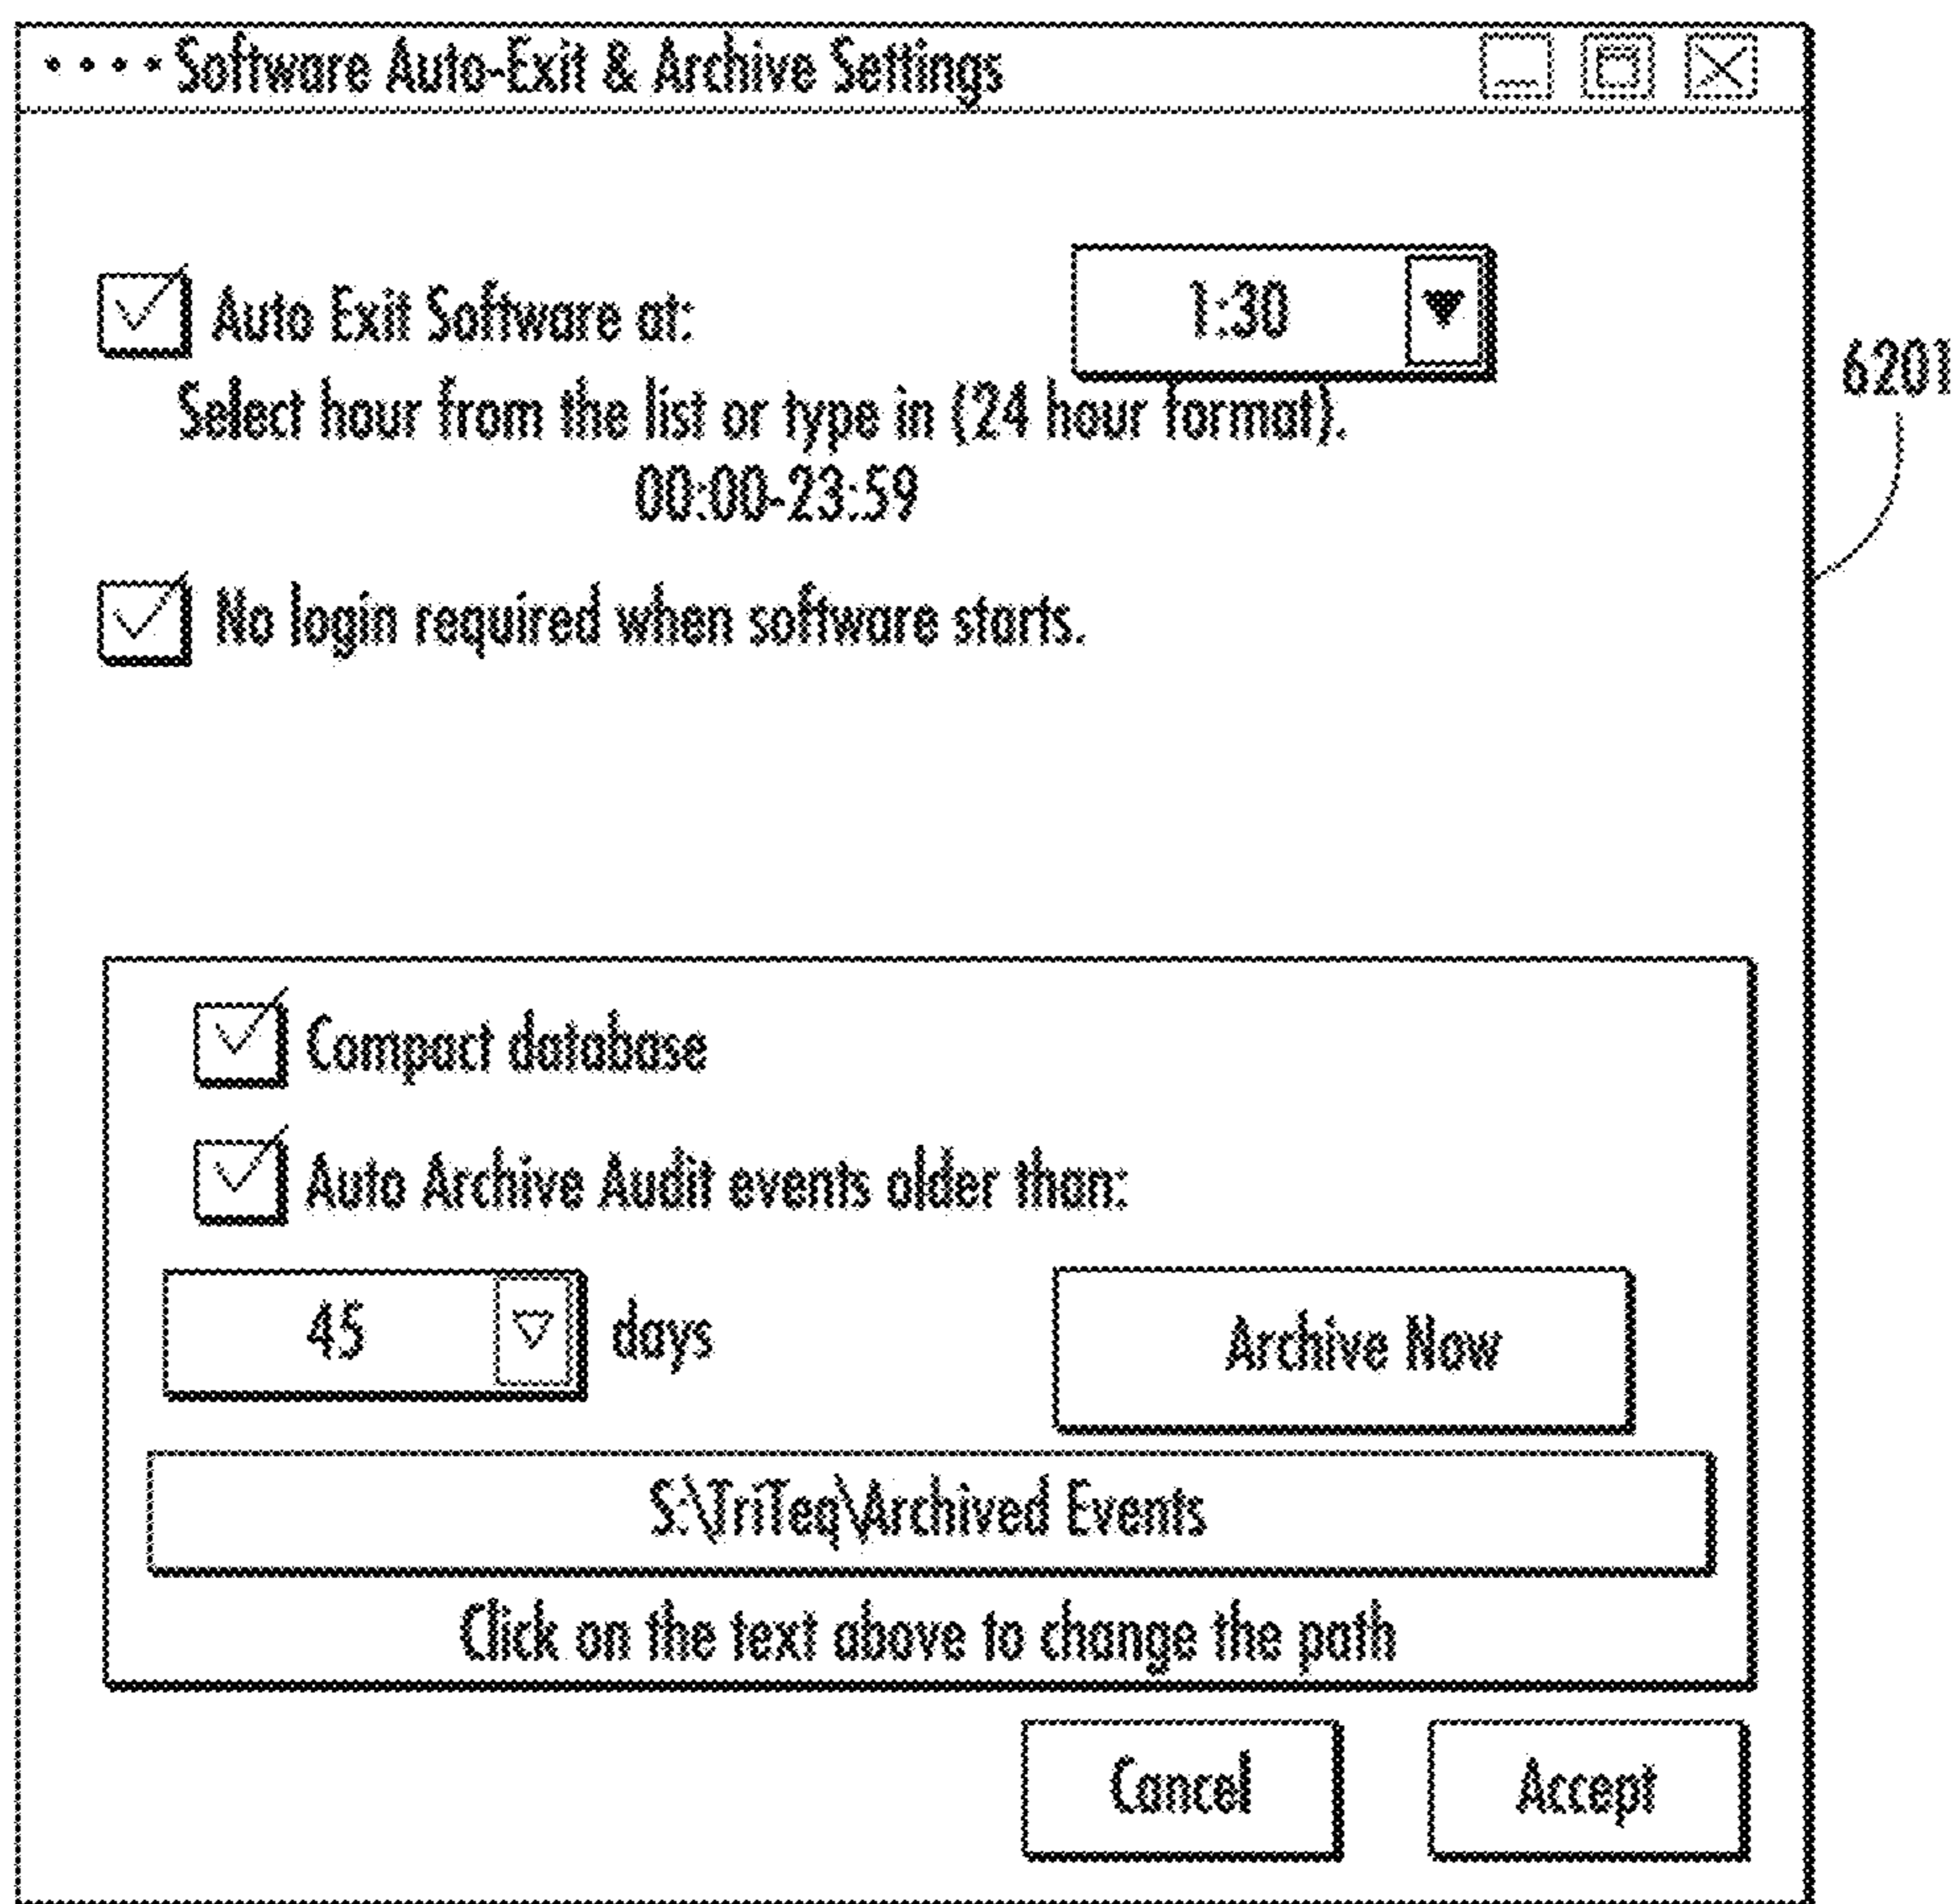 Software Auto-Exit & Archive Settings
Auto Exit Software at:
1:30
Select hour from the list or type in (24 hour format).
00:00-23:59
6201
No login required when software starts.
Compact database
Auto Archive Audit events older than:
45 days
Archive Now
S:\TriTeq\Archived Events
Click on the text above to change the path
Cancel
Accept